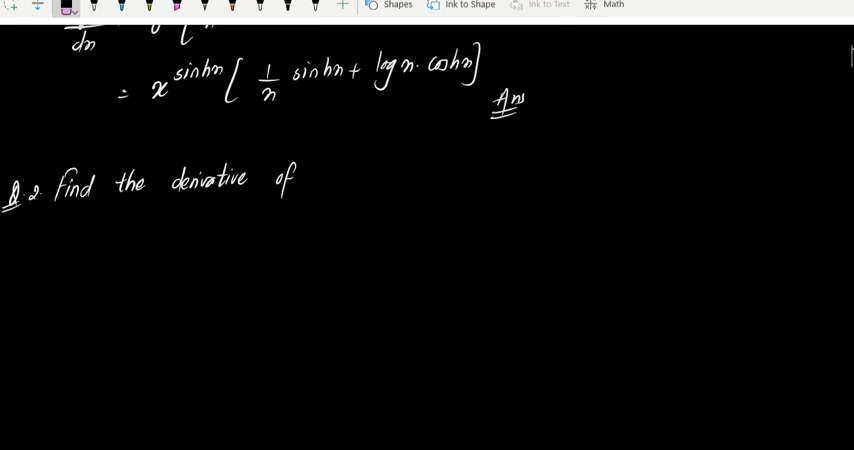 Shapes Ink to Shape Ink to Text Math
dx
= x^sinhx [ 1/x sinhx + log x. coshx ]
Ans
Q.2. Find the derivative of